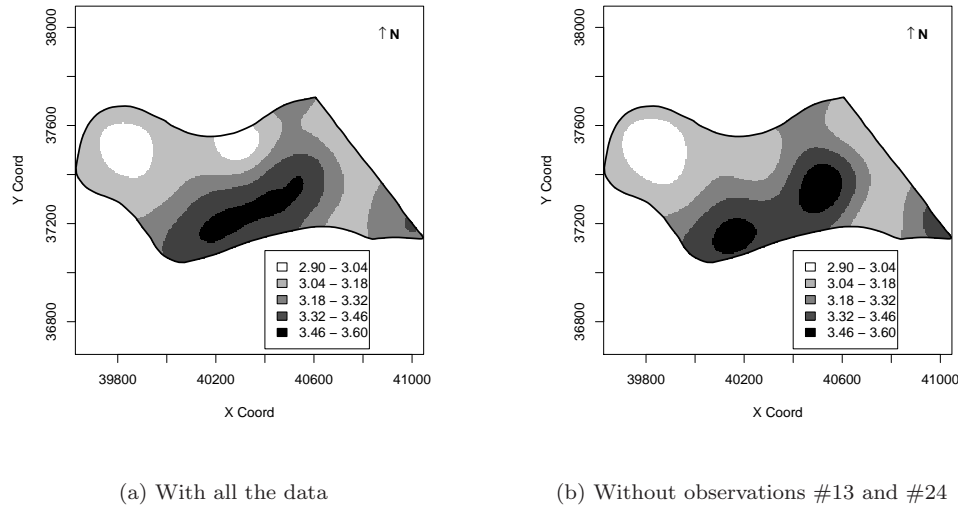 38000
37600
37200
36800
Y Coord
↑ N
2.90 – 3.04
3.04 – 3.18
3.18 – 3.32
3.32 – 3.46
3.46 – 3.60
39800
40200
40600
41000
X Coord
(a) With all the data
38000
37600
37200
36800
Y Coord
↑ N
2.90 – 3.04
3.04 – 3.18
3.18 – 3.32
3.32 – 3.46
3.46 – 3.60
39800
40200
40600
41000
X Coord
(b) Without observations #13 and #24